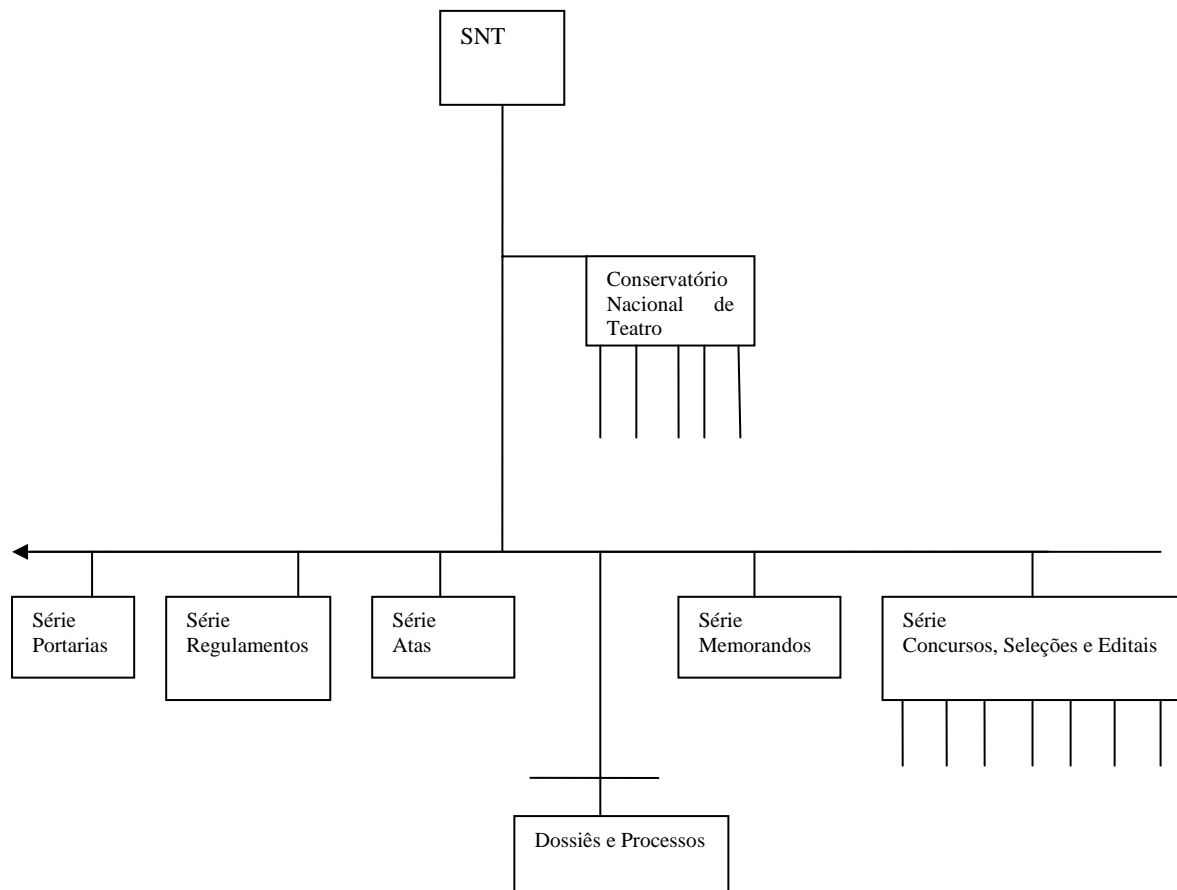 SNT
Conservatório
Nacional de
Teatro
Série
Portarias
Série
Regulamentos
Série
Atas
Série
Memorandos
Série
Concursos, Seleções e Editais
Dossiês e Processos